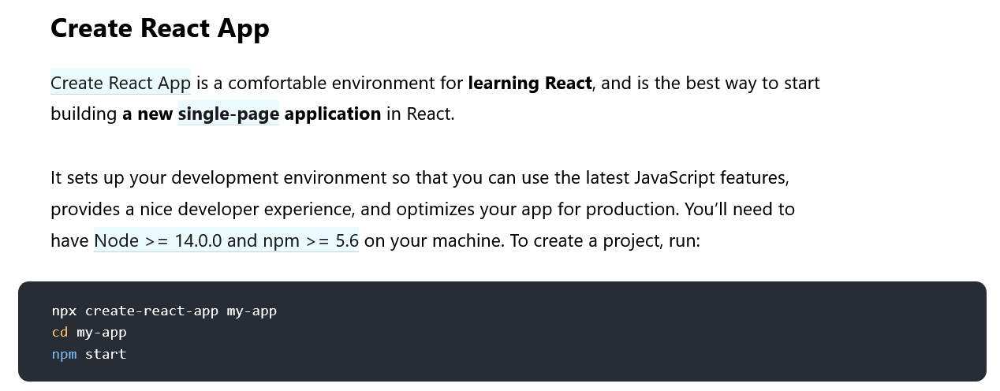 Create React App
Create React App is a comfortable environment for learning React, and is the best way to start
building a new single-page application in React.
It sets up your development environment so that you can use the latest JavaScript features,
provides a nice developer experience, and optimizes your app for production. You’ll need to
have Node >= 14.0.0 and npm >= 5.6 on your machine. To create a project, run:
npx create-react-app my-app
cd my-app
npm start